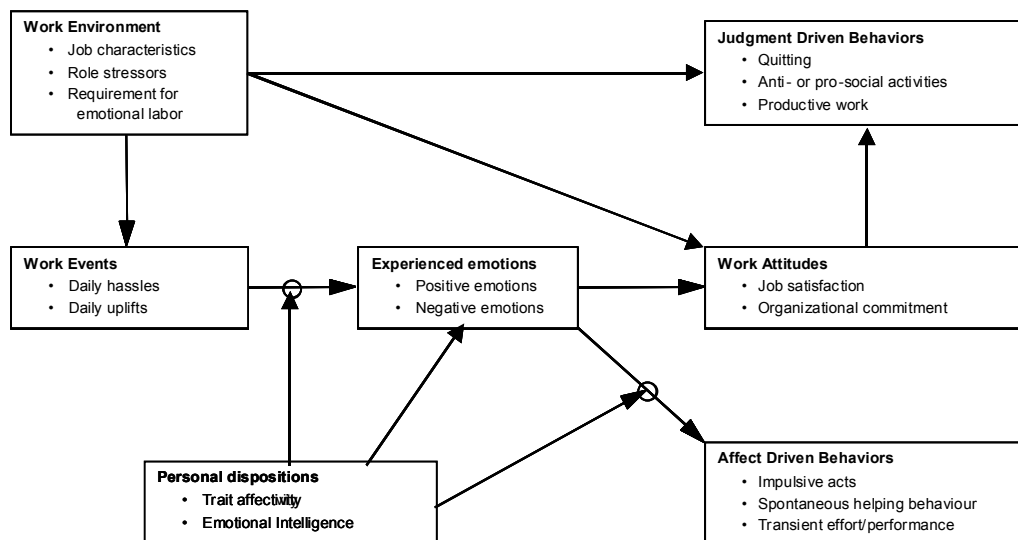 Work Environment
• Job characteristics
• Role stressors
• Requirement for
emotional labor
Judgment Driven Behaviors
• Quitting
• Anti- or pro-social activities
• Productive work
Work Events
• Daily hassles
• Daily uplifts
Experienced emotions
• Positive emotions
• Negative emotions
Work Attitudes
• Job satisfaction
• Organizational commitment
Personal dispositions
• Trait affectivity
• Emotional Intelligence
Affect Driven Behaviors
• Impulsive acts
• Spontaneous helping behaviour
• Transient effort/performance